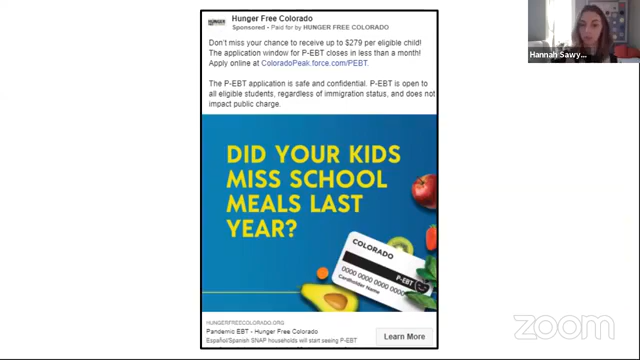 Hunger Free Colorado
Sponsored · Paid for by HUNGER FREE COLORADO
Don't miss your chance to receive up to $279 per eligible child!
The application window for P-EBT closes in less than a month!
Apply online at ColoradoPeak.force.com/PEBT.
The P-EBT application is safe and confidential. P-EBT is open to
all eligible students, regardless of immigration status, and does not
impact public charge.
DID YOUR KIDS
MISS SCHOOL
MEALS LAST
YEAR?
COLORADO
0000 0000 0000 0000
P-EBT
Cardholder Name
HUNGERFREECOLORADO.ORG
Pandemic EBT - Hunger Free Colorado
Español/Spanish SNAP households will start seeing P-EBT
Learn More
Hannah Sawy...
zoom